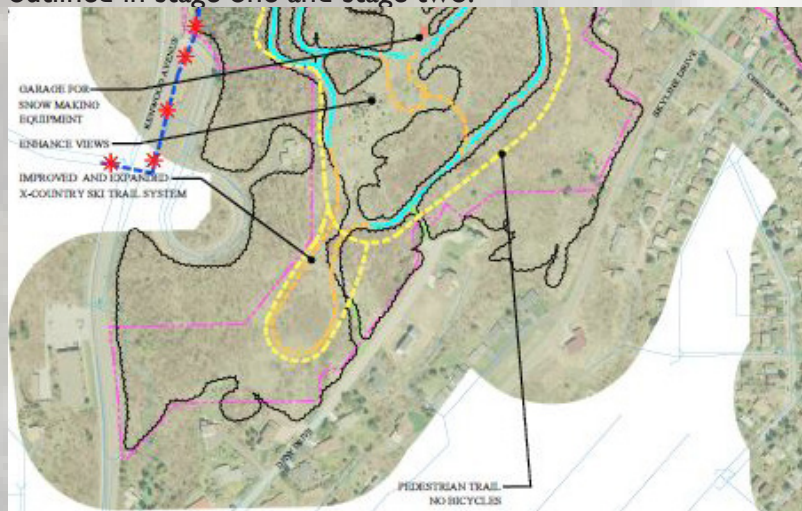 outlined in stage one and stage two.
KENWOOD AVENUE
SKYLINE DRIVE
GARAGE FOR
SNOW MAKING
EQUIPMENT
ENHANCE VIEWS
IMPROVED AND EXPANDED
X-COUNTRY SKI TRAIL SYSTEM
PEDESTRIAN TRAIL
NO BICYCLES